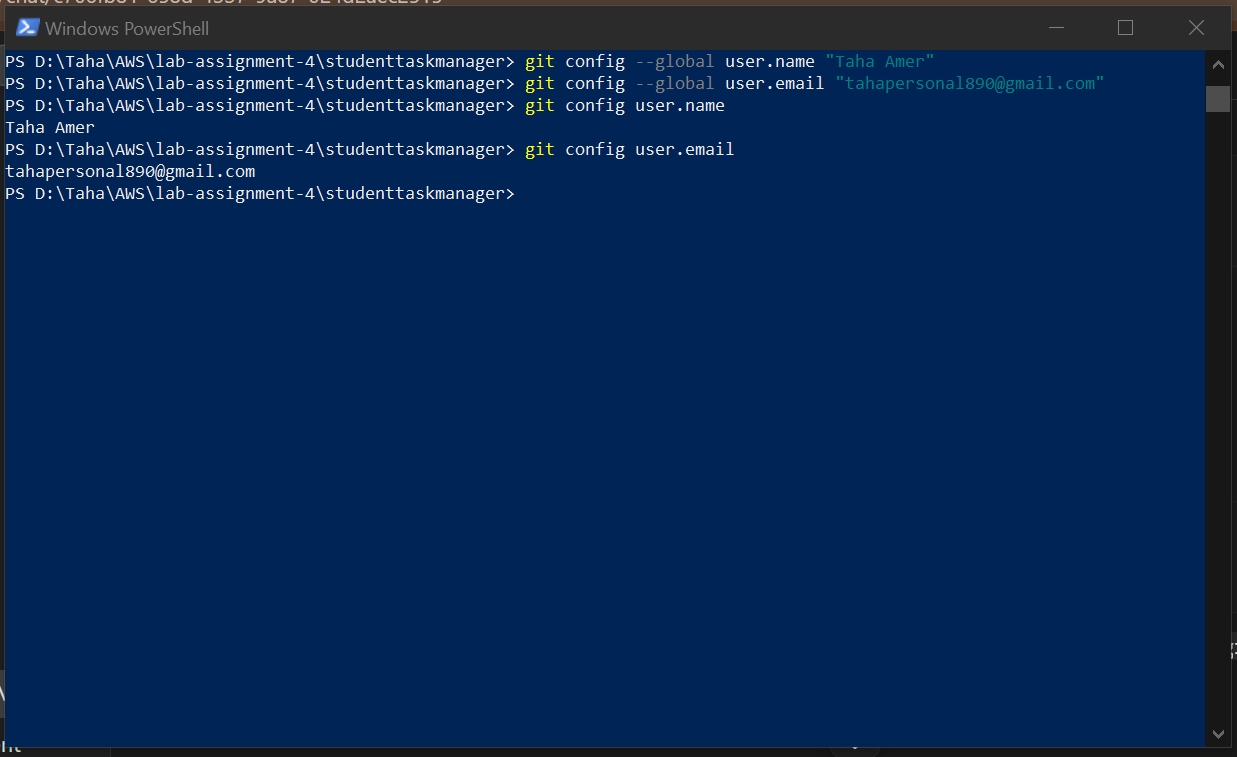 Windows PowerShell
PS D:\Taha\AWS\lab-assignment-4\studenttaskmanager> git config --global user.name "Taha Amer"
PS D:\Taha\AWS\lab-assignment-4\studenttaskmanager> git config --global user.email "tahapersonal890@gmail.com"
PS D:\Taha\AWS\lab-assignment-4\studenttaskmanager> git config user.name
Taha Amer
PS D:\Taha\AWS\lab-assignment-4\studenttaskmanager> git config user.email
tahapersonal890@gmail.com
PS D:\Taha\AWS\lab-assignment-4\studenttaskmanager>